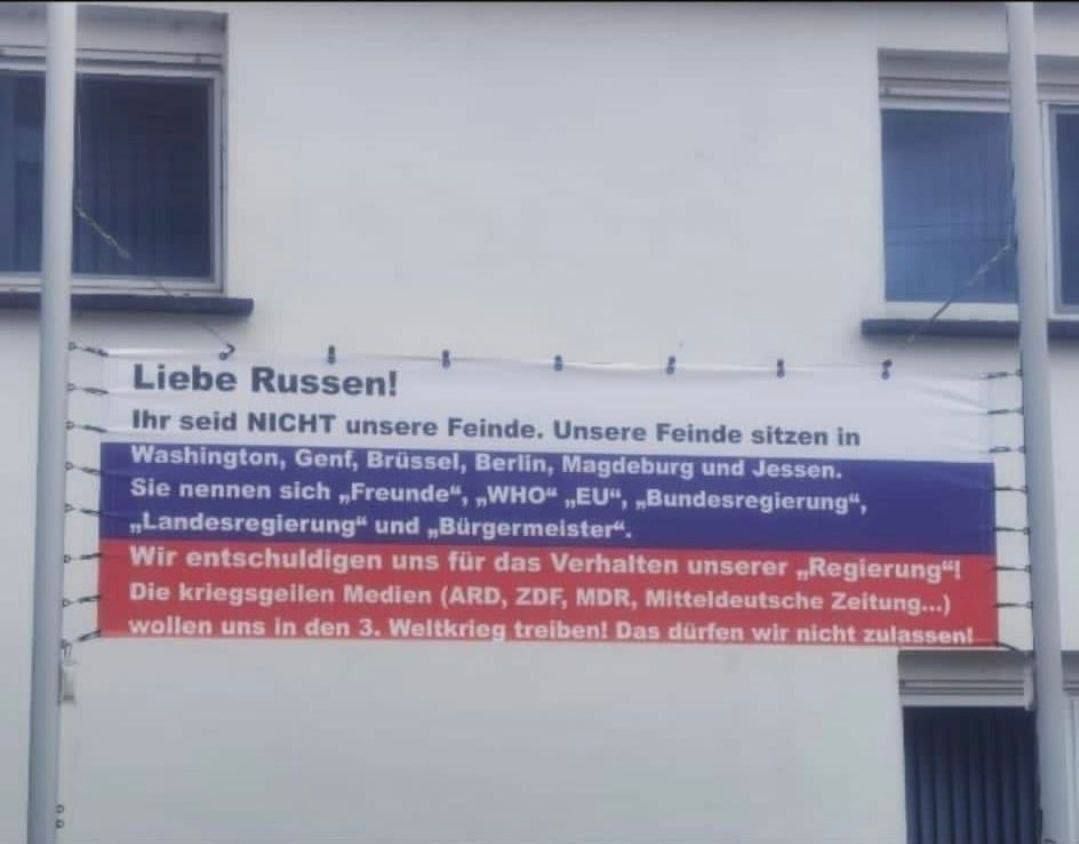 Liebe Russen!
Ihr seid NICHT unsere Feinde. Unsere Feinde sitzen in
Washington, Genf, Brüssel, Berlin, Magdeburg und Jessen.
Sie nennen sich „Freunde“, „WHO“ „EU“, „Bundesregierung“,
„Landesregierung“ und „Bürgermeister“.
Wir entschuldigen uns für das Verhalten unserer „Regierung“!
Die kriegsgeilen Medien (ARD, ZDF, MDR, Mitteldeutsche Zeitung...)
wollen uns in den 3. Weltkrieg treiben! Das dürfen wir nicht zulassen!